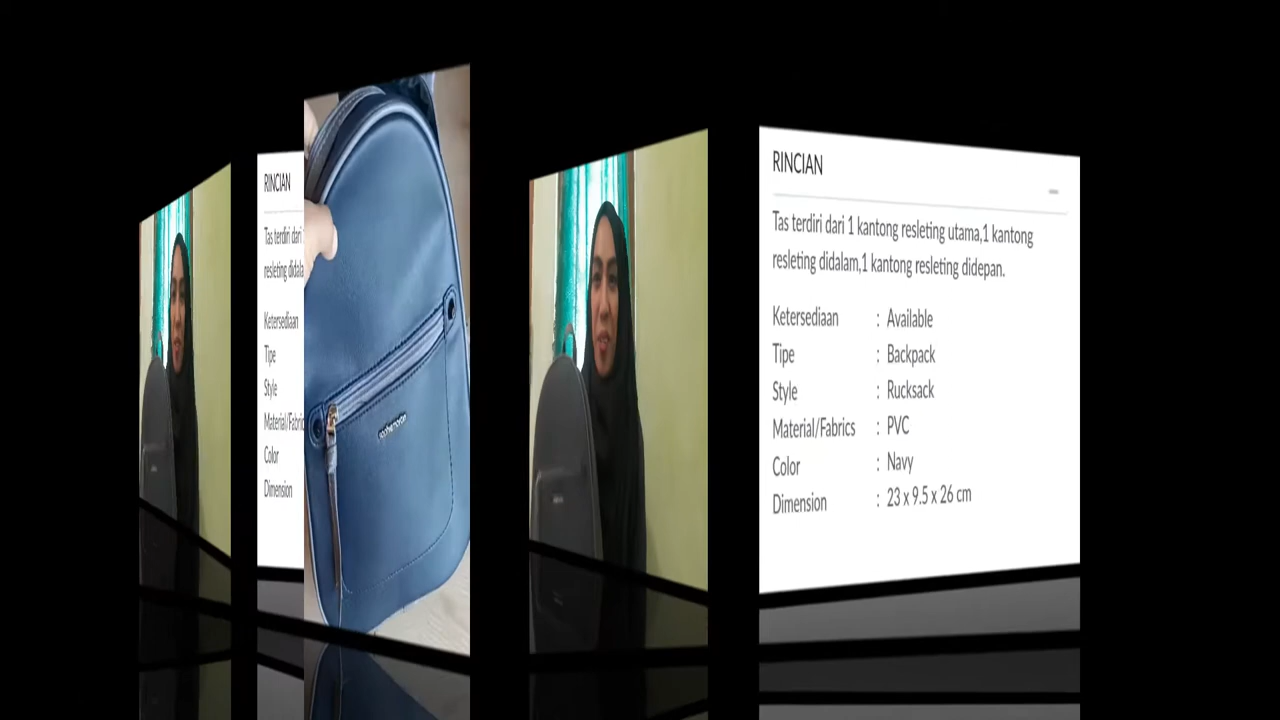 RINCIAN
Tas terdiri dari
resleting didala
Ketersediaan
Tipe
Style
Material/Fabric
Color
Dimension
sophie martin
RINCIAN
Tas terdiri dari 1 kantong resleting utama,1 kantong
resleting didalam,1 kantong resleting didepan.
Ketersediaan : Available
Tipe : Backpack
Style : Rucksack
Material/Fabrics : PVC
Color : Navy
Dimension : 23 x 9.5 x 26 cm